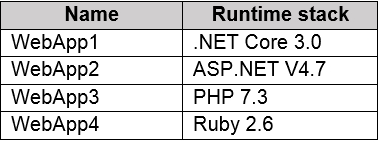 Name Runtime stack
WebApp1 .NET Core 3.0
WebApp2 ASP.NET V4.7
WebApp3 PHP 7.3
WebApp4 Ruby 2.6